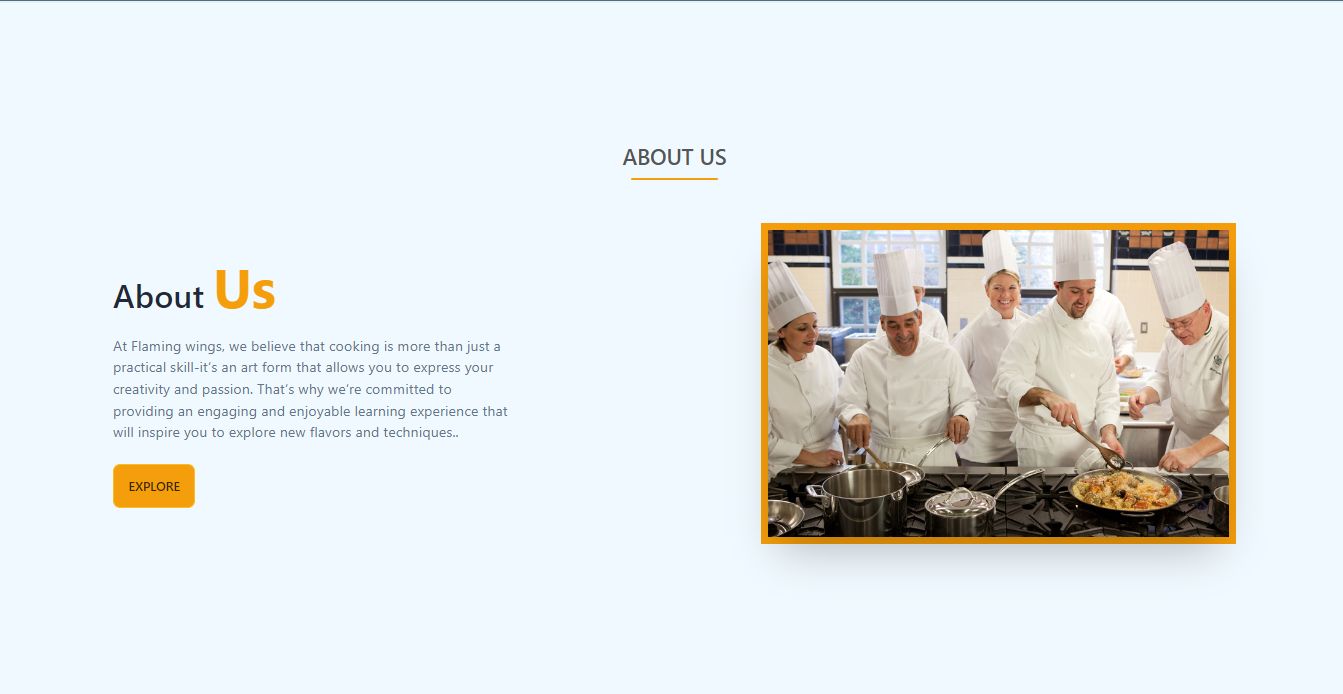 ABOUT US
About Us
At Flaming wings, we believe that cooking is more than just a
practical skill-it's an art form that allows you to express your
creativity and passion. That's why we're committed to
providing an engaging and enjoyable learning experience that
will inspire you to explore new flavors and techniques..
EXPLORE